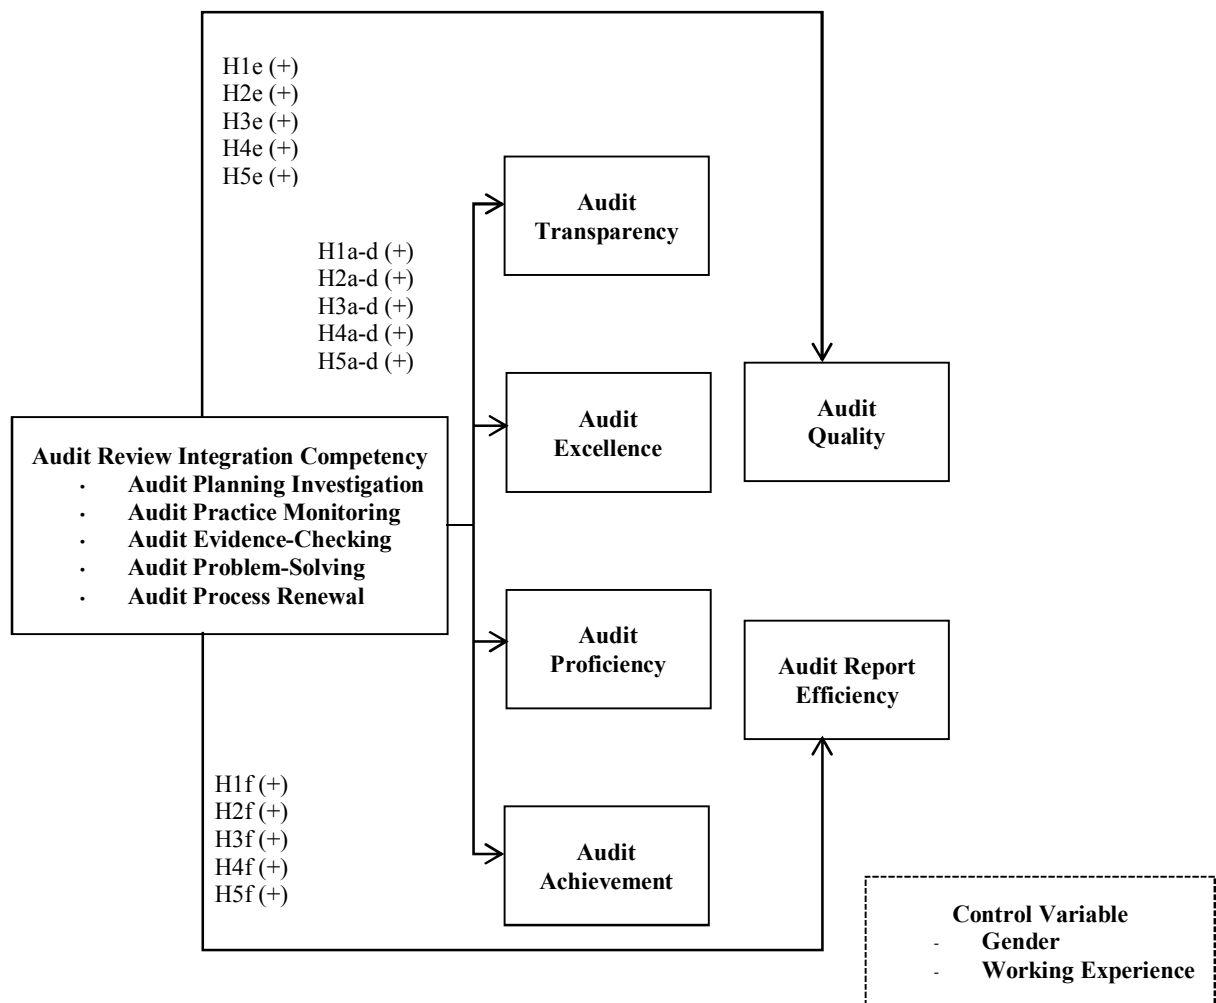 H1e (+)
H2e (+)
H3e (+)
H4e (+)
H5e (+)
Audit
Transparency
H1a-d (+)
H2a-d (+)
H3a-d (+)
H4a-d (+)
H5a-d (+)
Audit
Excellence
Audit
Quality
Audit Review Integration Competency
· Audit Planning Investigation
· Audit Practice Monitoring
· Audit Evidence-Checking
· Audit Problem-Solving
· Audit Process Renewal
Audit
Proficiency
Audit Report
Efficiency
H1f (+)
H2f (+)
H3f (+)
H4f (+)
H5f (+)
Audit
Achievement
Control Variable
- Gender
- Working Experience